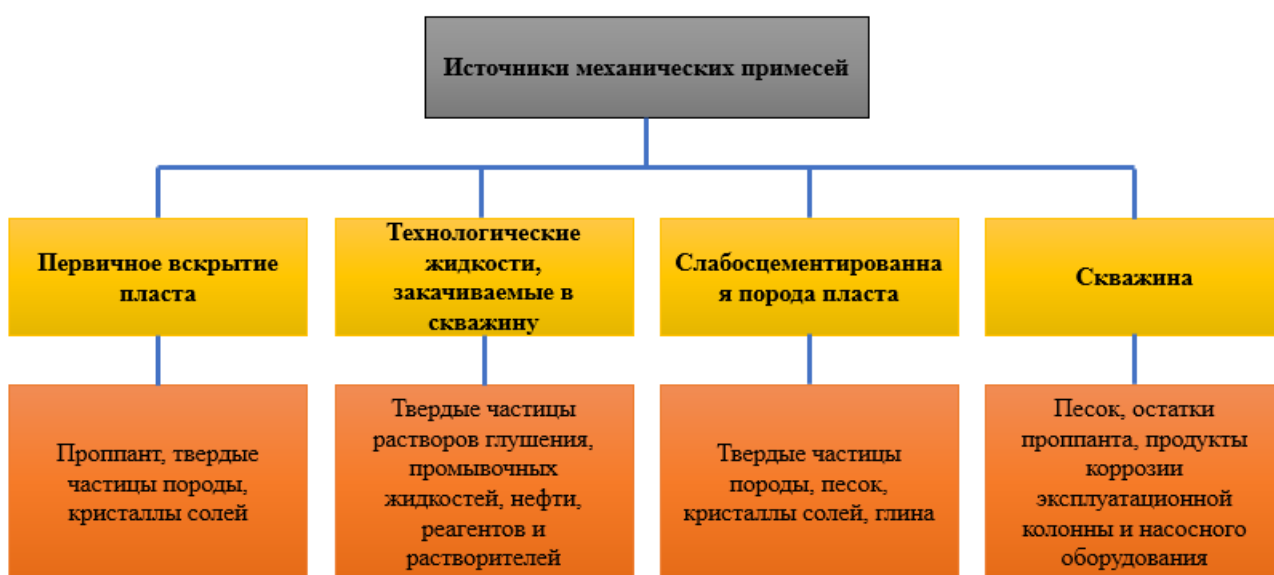 Источники механических примесей
Первичное вскрытие
пласта
Технологические
жидкости,
закачиваемые в
скважину
Слабосцементированна
я порода пласта
Скважина
Проппант, твердые
частицы породы,
кристаллы солей
Твердые частицы
растворов глушения,
промывочных
жидкостей, нефти,
реагентов и
растворителей
Твердые частицы
породы, песок,
кристаллы солей, глина
Песок, остатки
проппанта, продукты
коррозии
эксплуатационной
колонны и насосного
оборудования